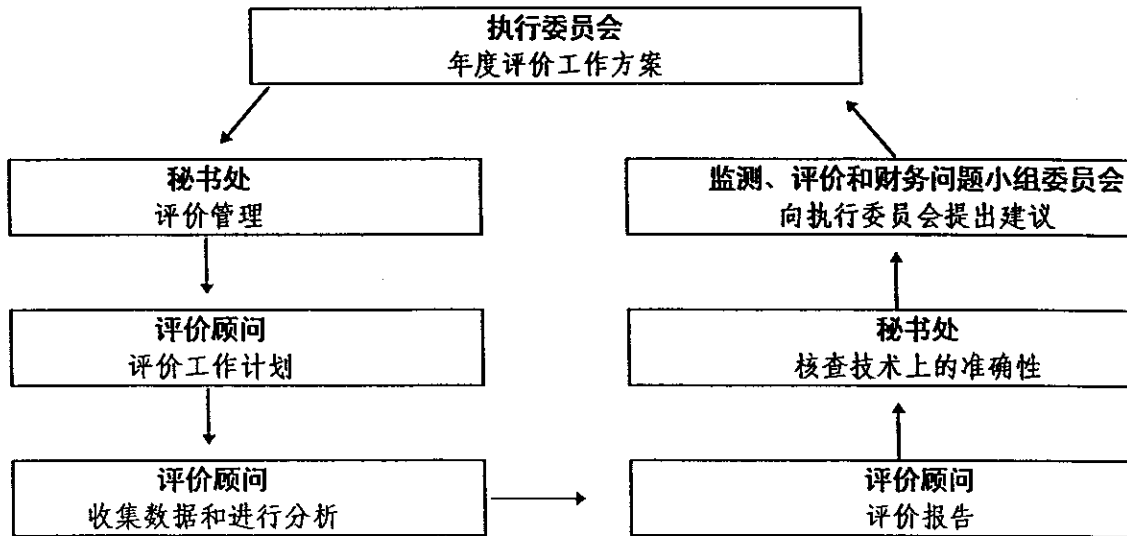 执行委员会
年度评价工作方案
秘书处
评价管理
评价顾问
评价工作计划
评价顾问
收集数据和进行分析
评价顾问
评价报告
秘书处
核查技术上的准确性
监测、评价和财务问题小组委员会
向执行委员会提出建议